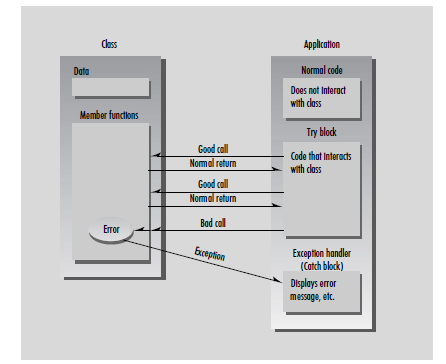 Class
Application
Data
Normal code
Does not interact
with class
Member functions
Try block
Good call
Normal return
Code that interacts
with class
Good call
Normal return
Bad call
Error
Exception
Exception handler
(Catch block)
Displays error
message, etc.